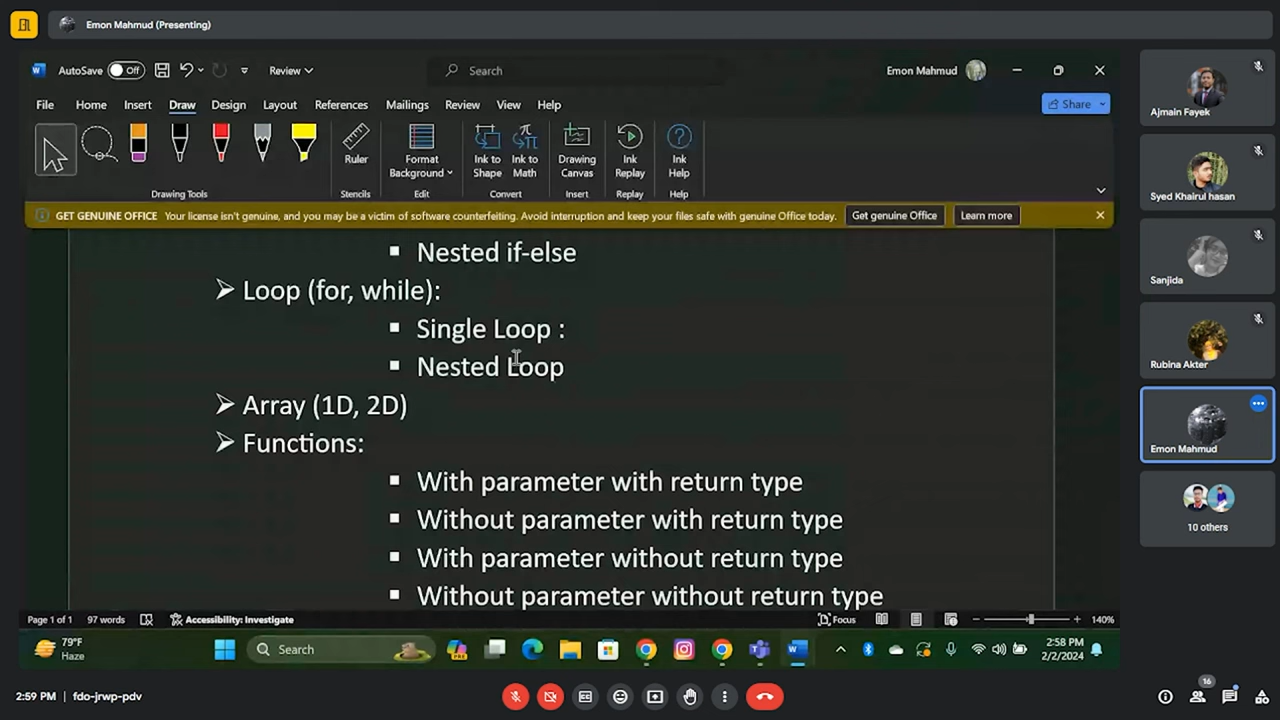 Emon Mahmud (Presenting)
AutoSave Off Review Search Emon Mahmud
File Home Insert Draw Design Layout References Mailings Review View Help Share
Ruler Format Background Ink to Shape Ink to Math Drawing Canvas Ink Replay Ink Help
Drawing Tools Stencils Edit Convert Insert Replay Help
GET GENUINE OFFICE Your license isn't genuine, and you may be a victim of software counterfeiting. Avoid interruption and keep your files safe with genuine Office today. Get genuine Office Learn more
Nested if-else
Loop (for, while):
Single Loop :
Nested Loop
Array (1D, 2D)
Functions:
With parameter with return type
Without parameter with return type
With parameter without return type
Without parameter without return type
Page 1 of 1 97 words Accessibility: Investigate Focus 140%
79°F
Haze
Search
2:58 PM
2/2/2024
Ajmain Fayek
Syed Khairul hasan
Sanjida
Rubina Akter
Emon Mahmud
10 others
2:59 PM | fdo-jrwp-pdv
16